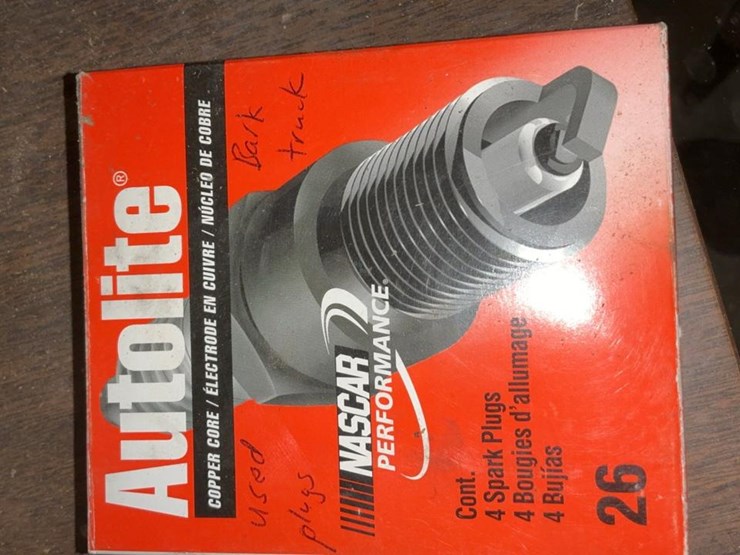 Autolite®
COPPER CORE / ÉLECTRODE EN CUIVRE / NÚCLEO DE COBRE
used
plugs
Bark
truck
NASCAR
PERFORMANCE®
Cont.
4 Spark Plugs
4 Bougies d'allumage
4 Bujías
26